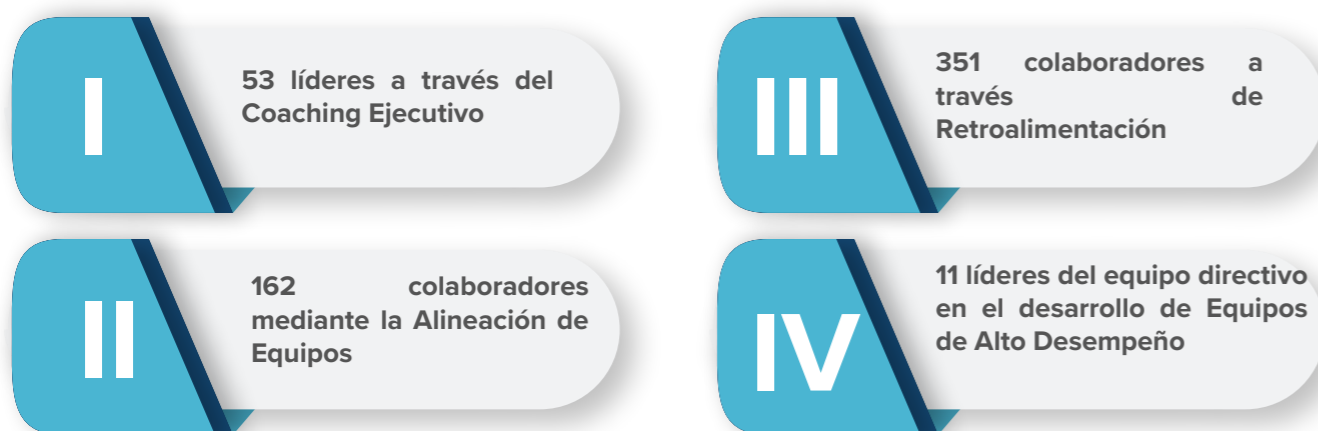 I
53 líderes a través del
Coaching Ejecutivo
II
162 colaboradores
mediante la Alineación de
Equipos
III
351 colaboradores a
través de
Retroalimentación
IV
11 líderes del equipo directivo
en el desarrollo de Equipos
de Alto Desempeño